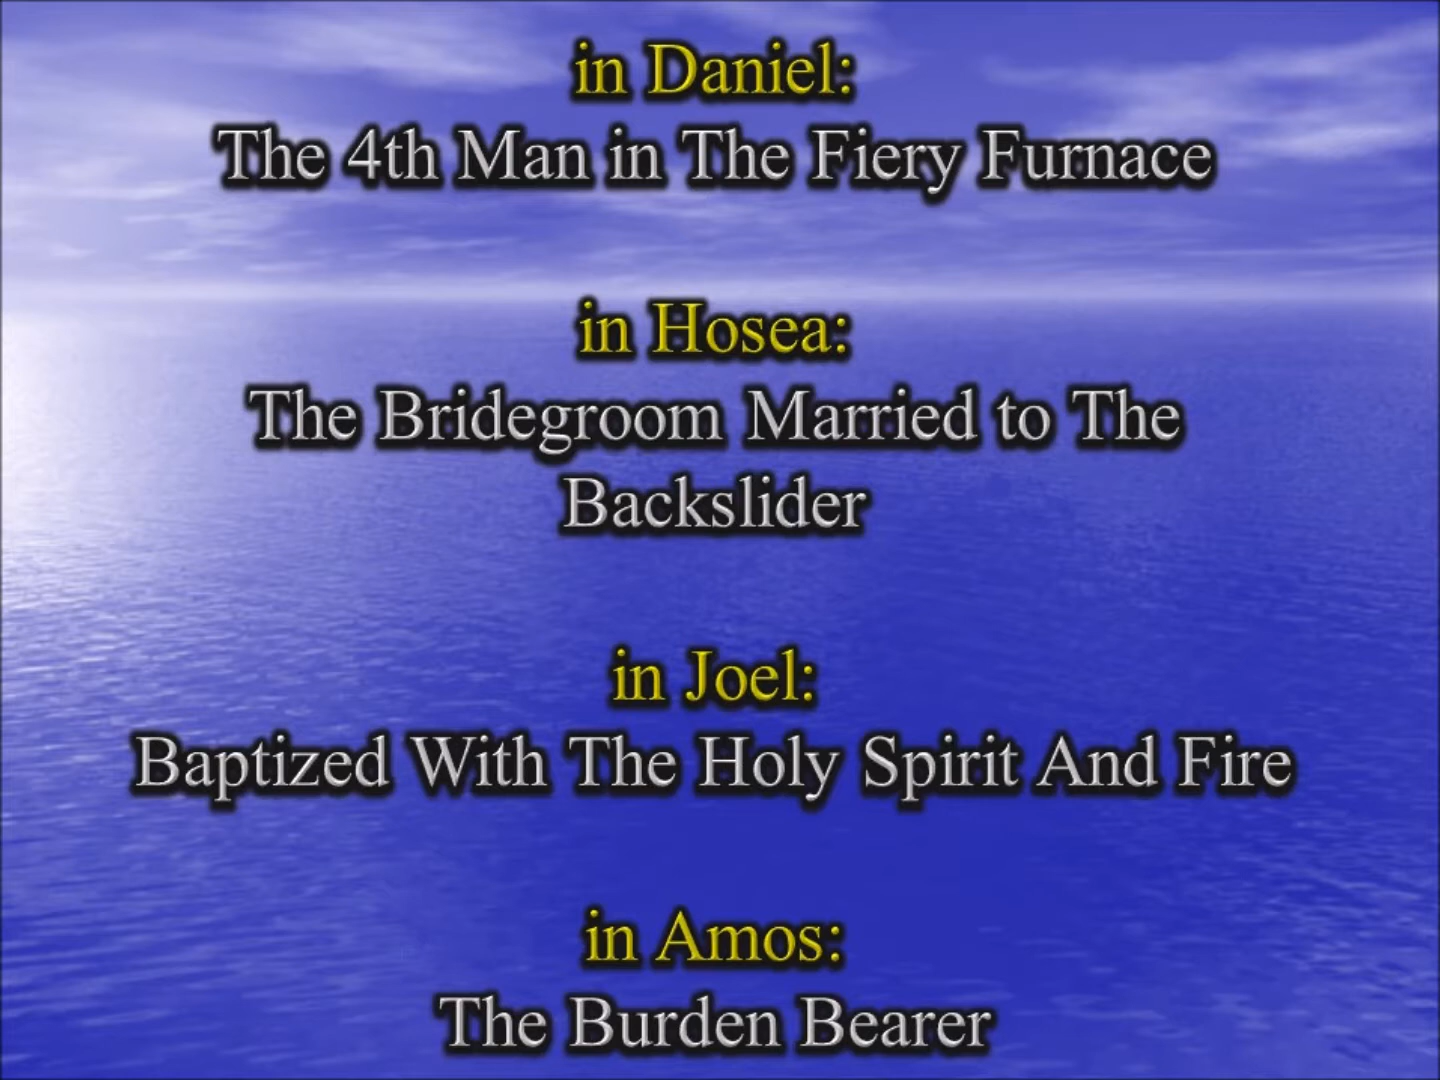 in Daniel:
The 4th Man in The Fiery Furnace
in Hosea:
The Bridegroom Married to The
Backslider
in Joel:
Baptized With The Holy Spirit And Fire
in Amos:
The Burden Bearer